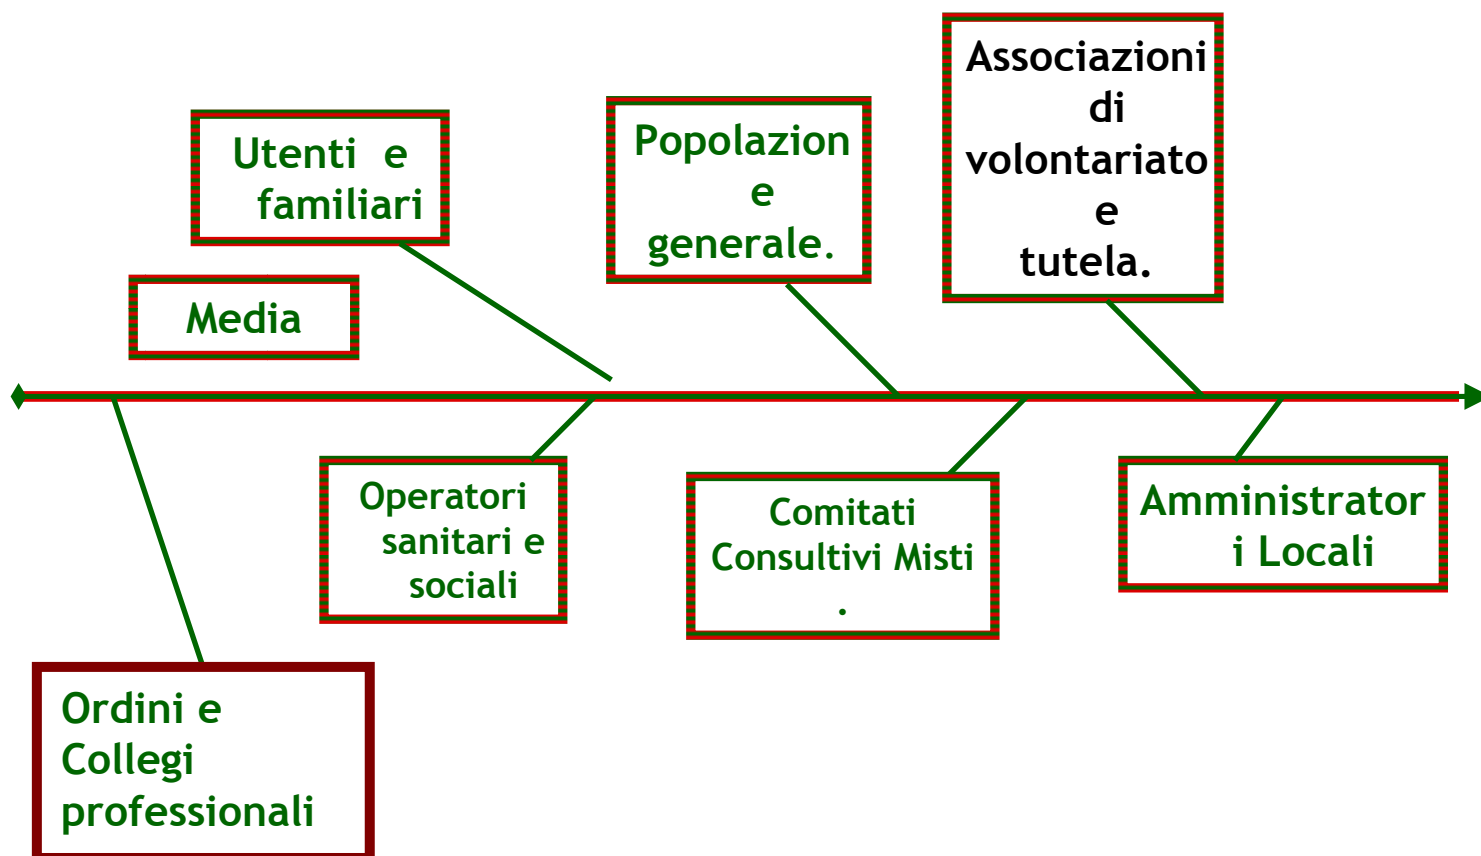 Associazioni
di
volontariato
e
tutela.
Popolazion
e
generale.
Utenti e
familiari
Media
Operatori
sanitari e
sociali
Comitati
Consultivi Misti
.
Amministrator
i Locali
Ordini e
Collegi
professionali